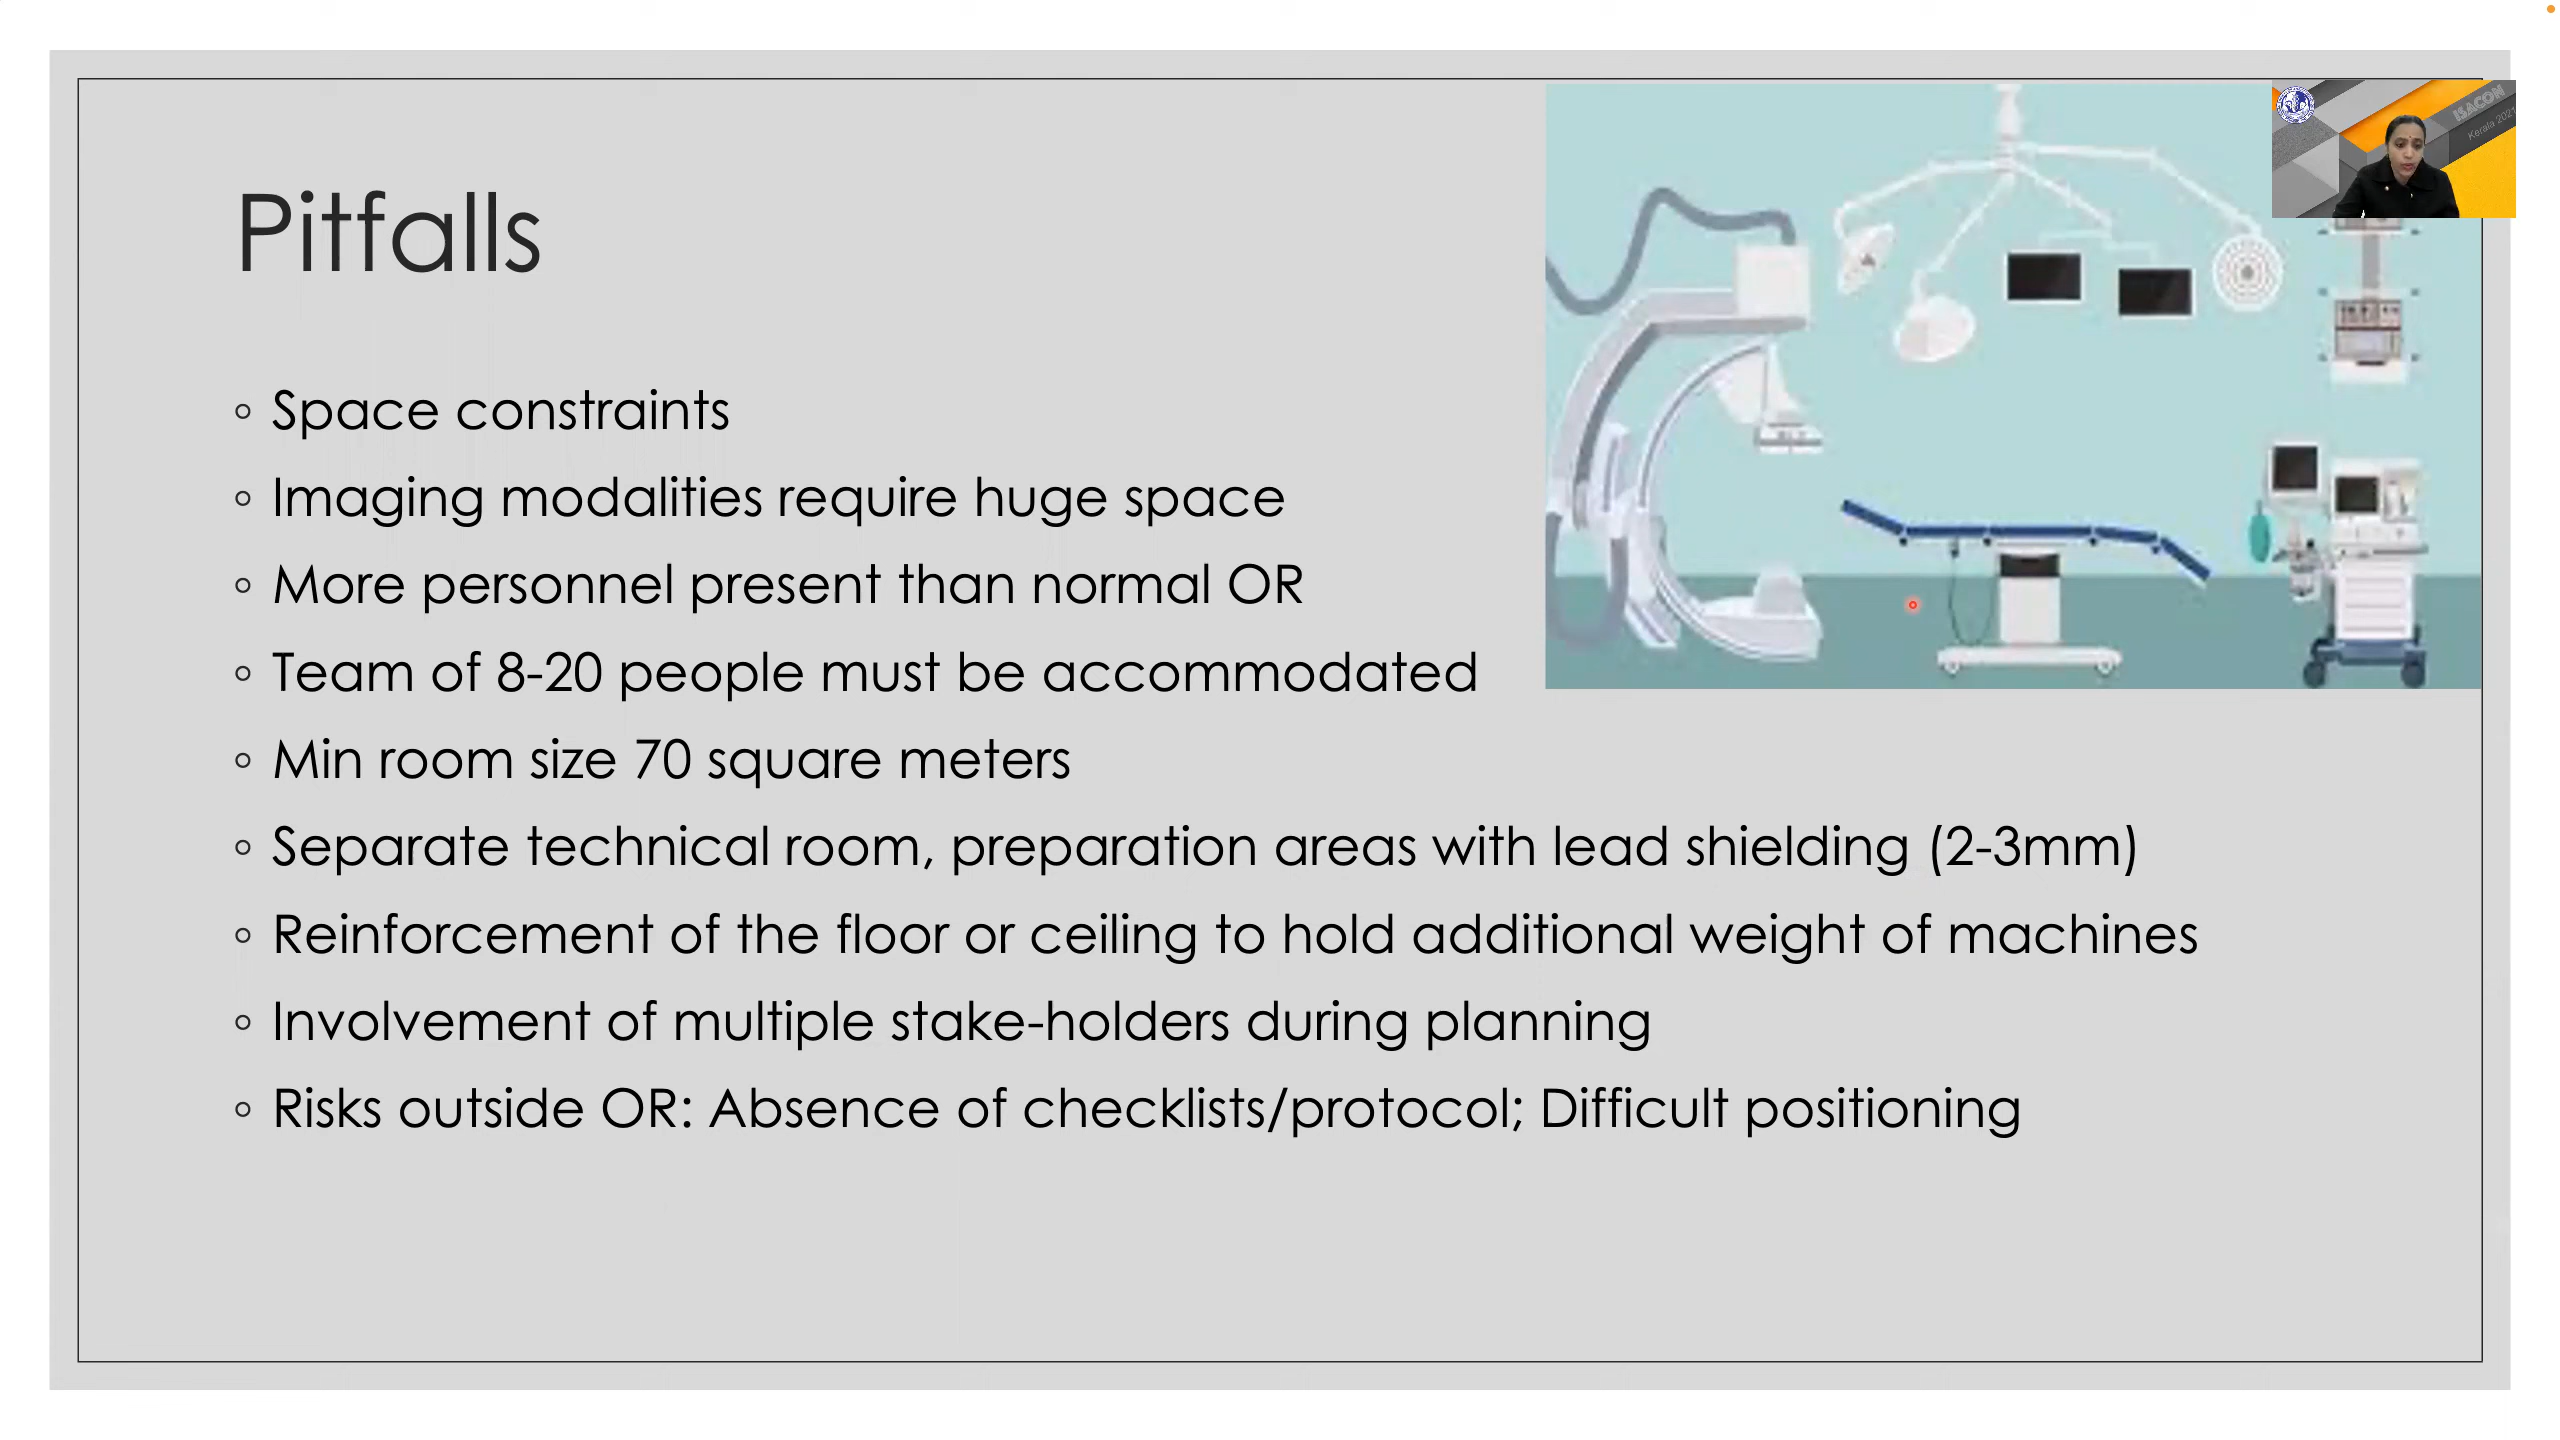 Pitfalls
◦ Space constraints
◦ Imaging modalities require huge space
◦ More personnel present than normal OR
◦ Team of 8-20 people must be accommodated
◦ Min room size 70 square meters
◦ Separate technical room, preparation areas with lead shielding (2-3mm)
◦ Reinforcement of the floor or ceiling to hold additional weight of machines
◦ Involvement of multiple stake-holders during planning
◦ Risks outside OR: Absence of checklists/protocol; Difficult positioning
ISACON
Kerala 2021